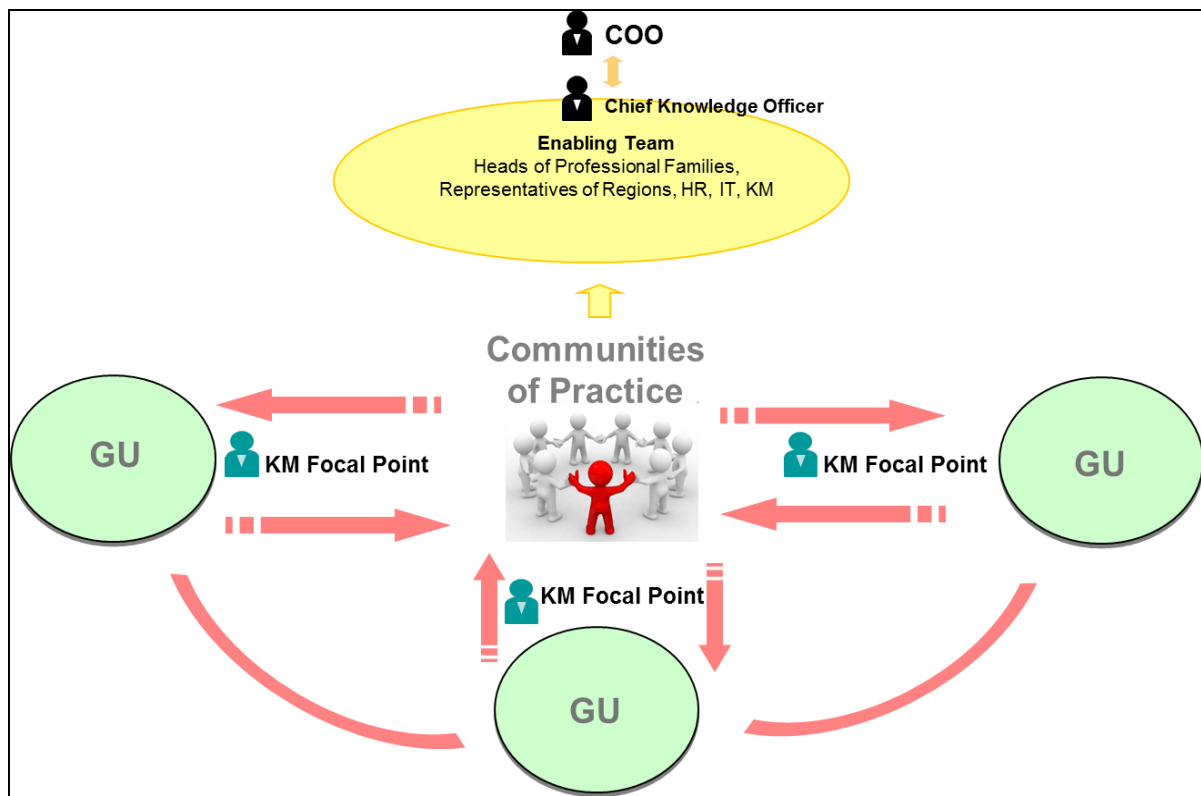 COO
Chief Knowledge Officer
Enabling Team
Heads of Professional Families,
Representatives of Regions, HR, IT, KM
Communities
of Practice
GU
KM Focal Point
KM Focal Point
GU
KM Focal Point
GU